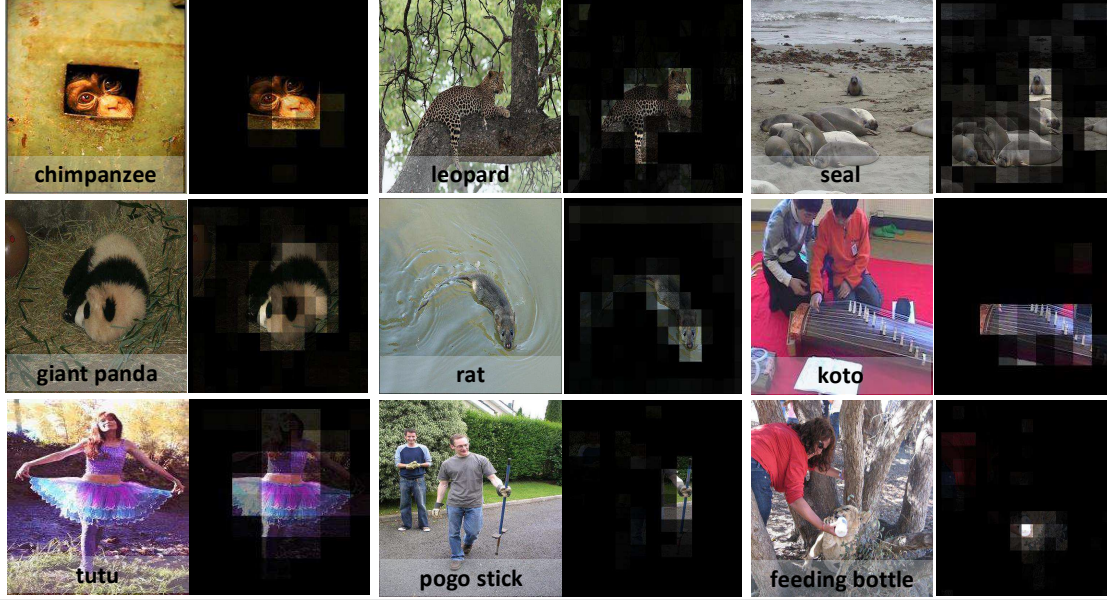 chimpanzee
leopard
seal
giant panda
rat
koto
tutu
pogo stick
feeding bottle